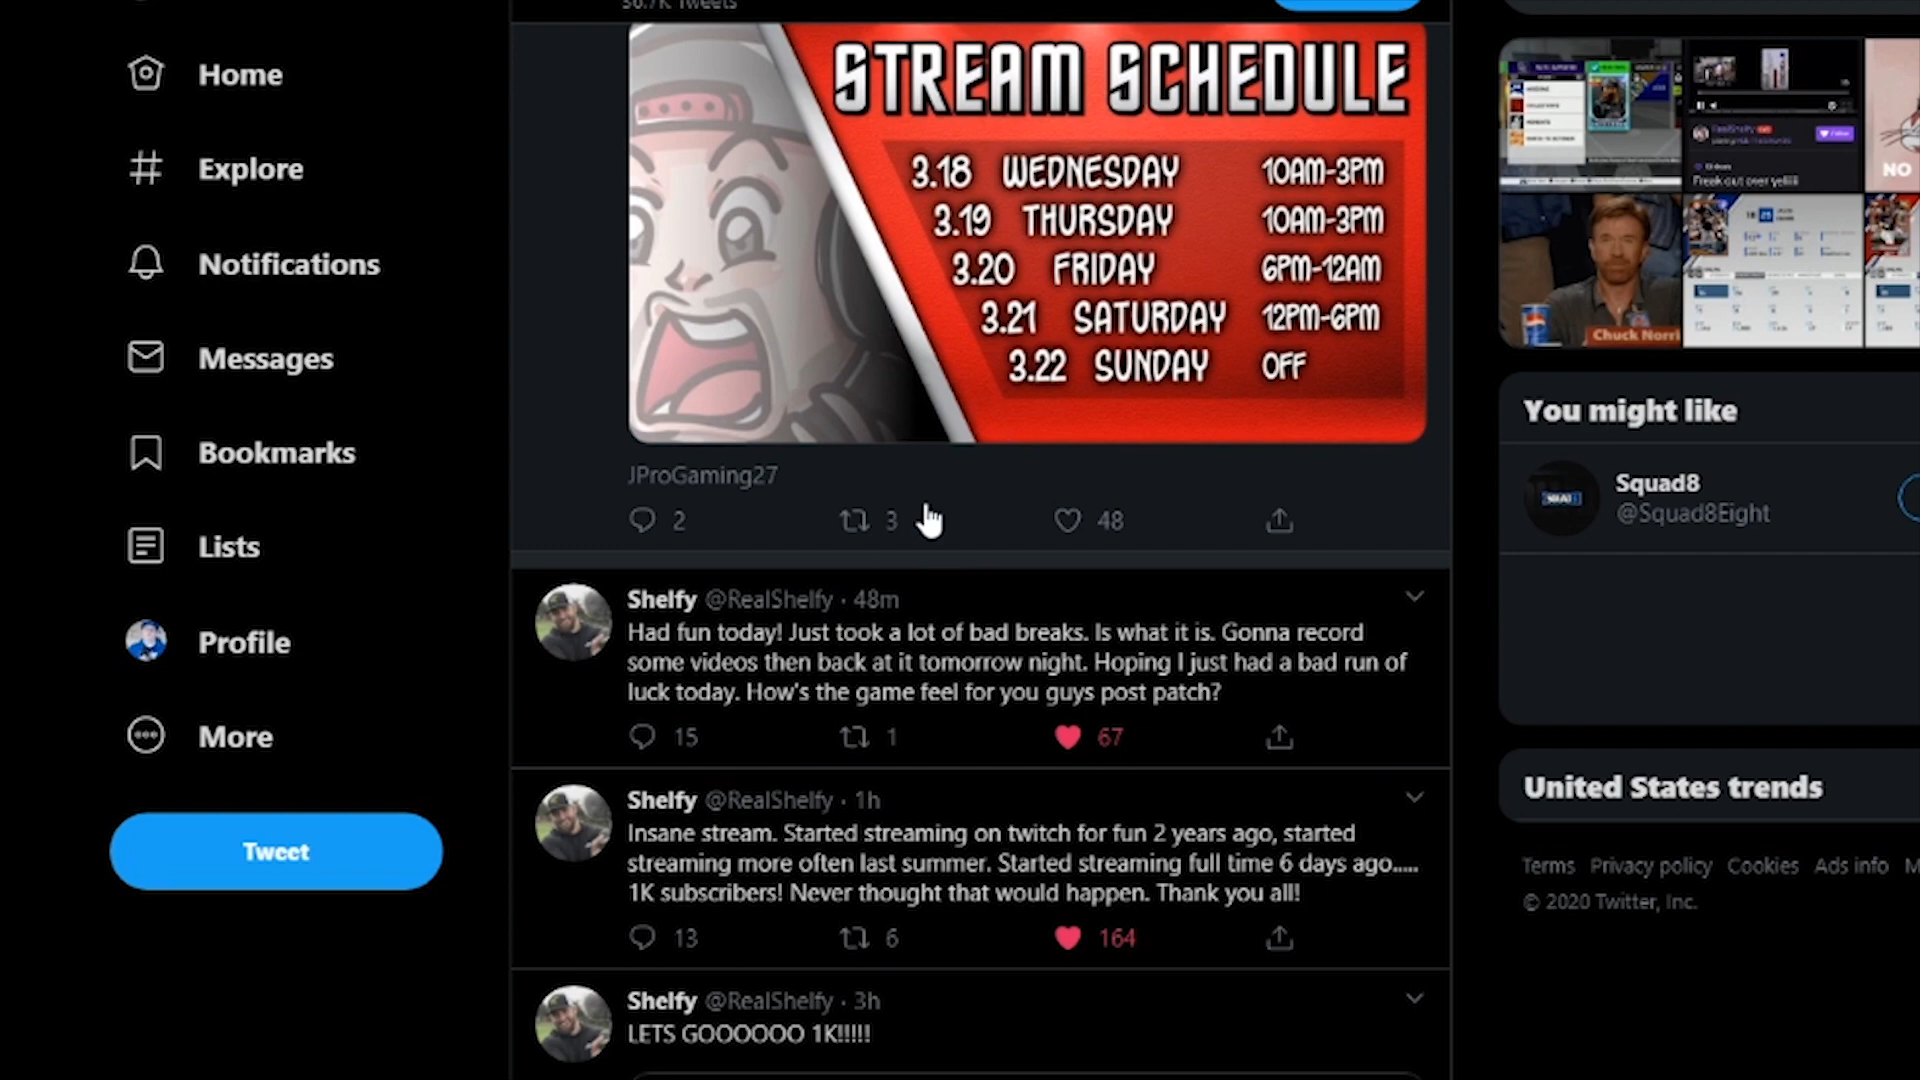 36.7K Tweets
Home
Explore
Notifications
Messages
Bookmarks
Lists
Profile
More
Tweet
STREAM SCHEDULE
3.18 WEDNESDAY 10AM-3PM
3.19 THURSDAY 10AM-3PM
3.20 FRIDAY 6PM-12AM
3.21 SATURDAY 12PM-6PM
3.22 SUNDAY OFF
JProGaming27
2 3 48
Shelfy @RealShelfy · 48m
Had fun today! Just took a lot of bad breaks. Is what it is. Gonna record
some videos then back at it tomorrow night. Hoping I just had a bad run of
luck today. How's the game feel for you guys post patch?
15 1 67
Shelfy @RealShelfy · 1h
Insane stream. Started streaming on twitch for fun 2 years ago, started
streaming more often last summer. Started streaming full time 6 days ago.....
1K subscribers! Never thought that would happen. Thank you all!
13 6 164
Shelfy @RealShelfy · 3h
LETS GOOOOOO 1K!!!!!
NO
Chuck Norri
You might like
Squad8
@Squad8Eight
United States trends
Terms Privacy policy Cookies Ads info M
© 2020 Twitter, Inc.